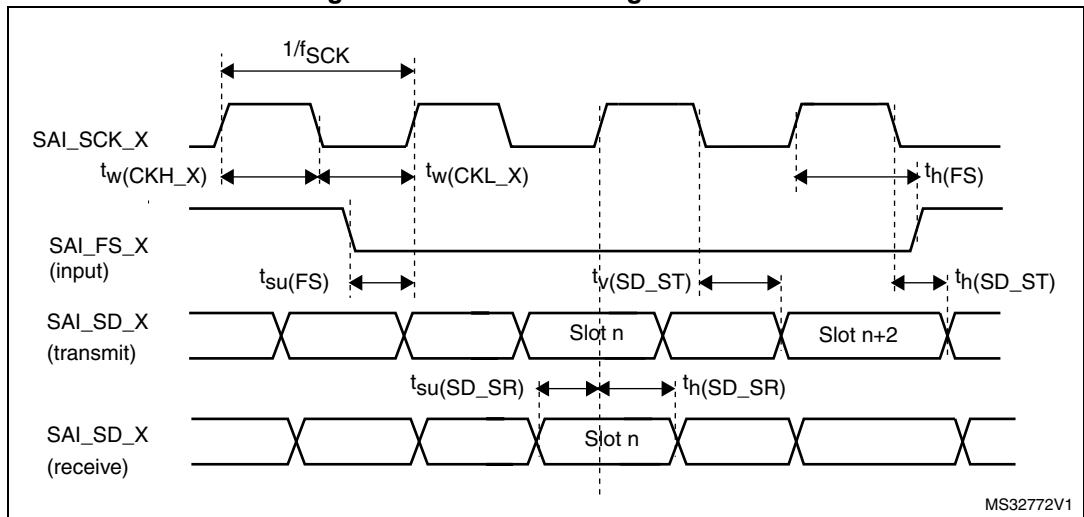 1/fSCK
SAI_SCK_X
tw(CKH_X)
tw(CKL_X)
th(FS)
SAI_FS_X
(input)
tsu(FS)
tv(SD_ST)
th(SD_ST)
SAI_SD_X
(transmit)
Slot n
Slot n+2
tsu(SD_SR)
th(SD_SR)
SAI_SD_X
(receive)
Slot n
MS32772V1